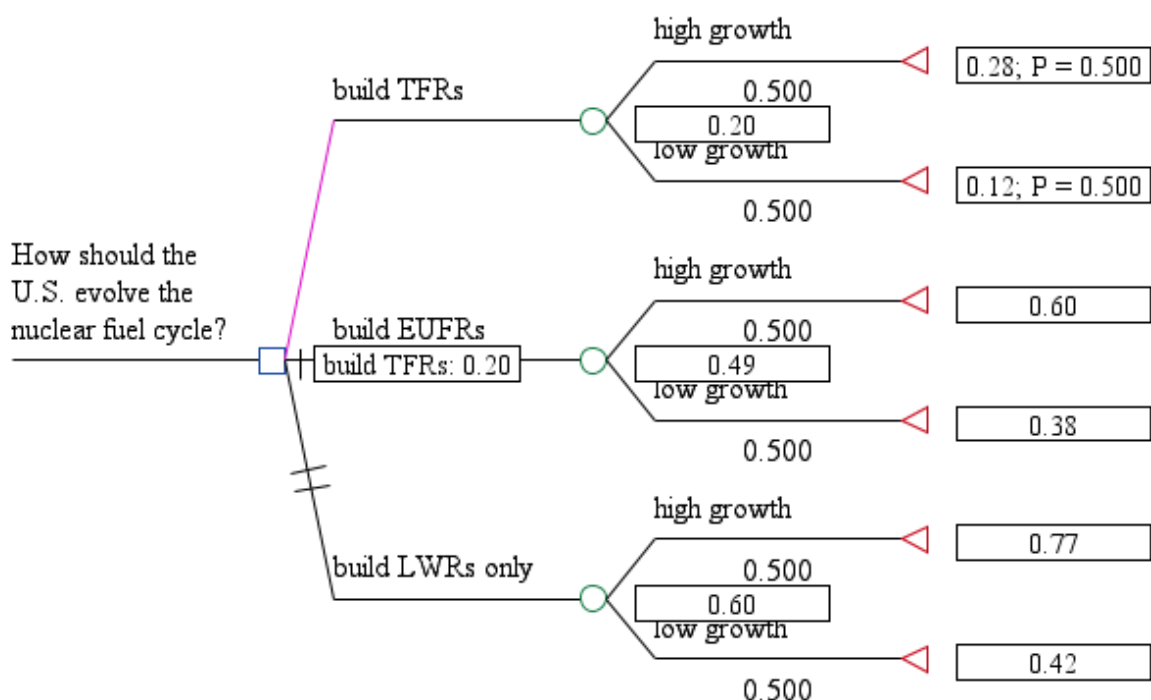 high growth
0.28; P = 0.500
build TFRs
0.500
0.20
low growth
0.12; P = 0.500
0.500
How should the
U.S. evolve the
nuclear fuel cycle?
high growth
0.60
build EUFRs
0.500
build TFRs: 0.20
0.49
low growth
0.38
0.500
high growth
0.77
build LWRs only
0.500
0.60
low growth
0.42
0.500